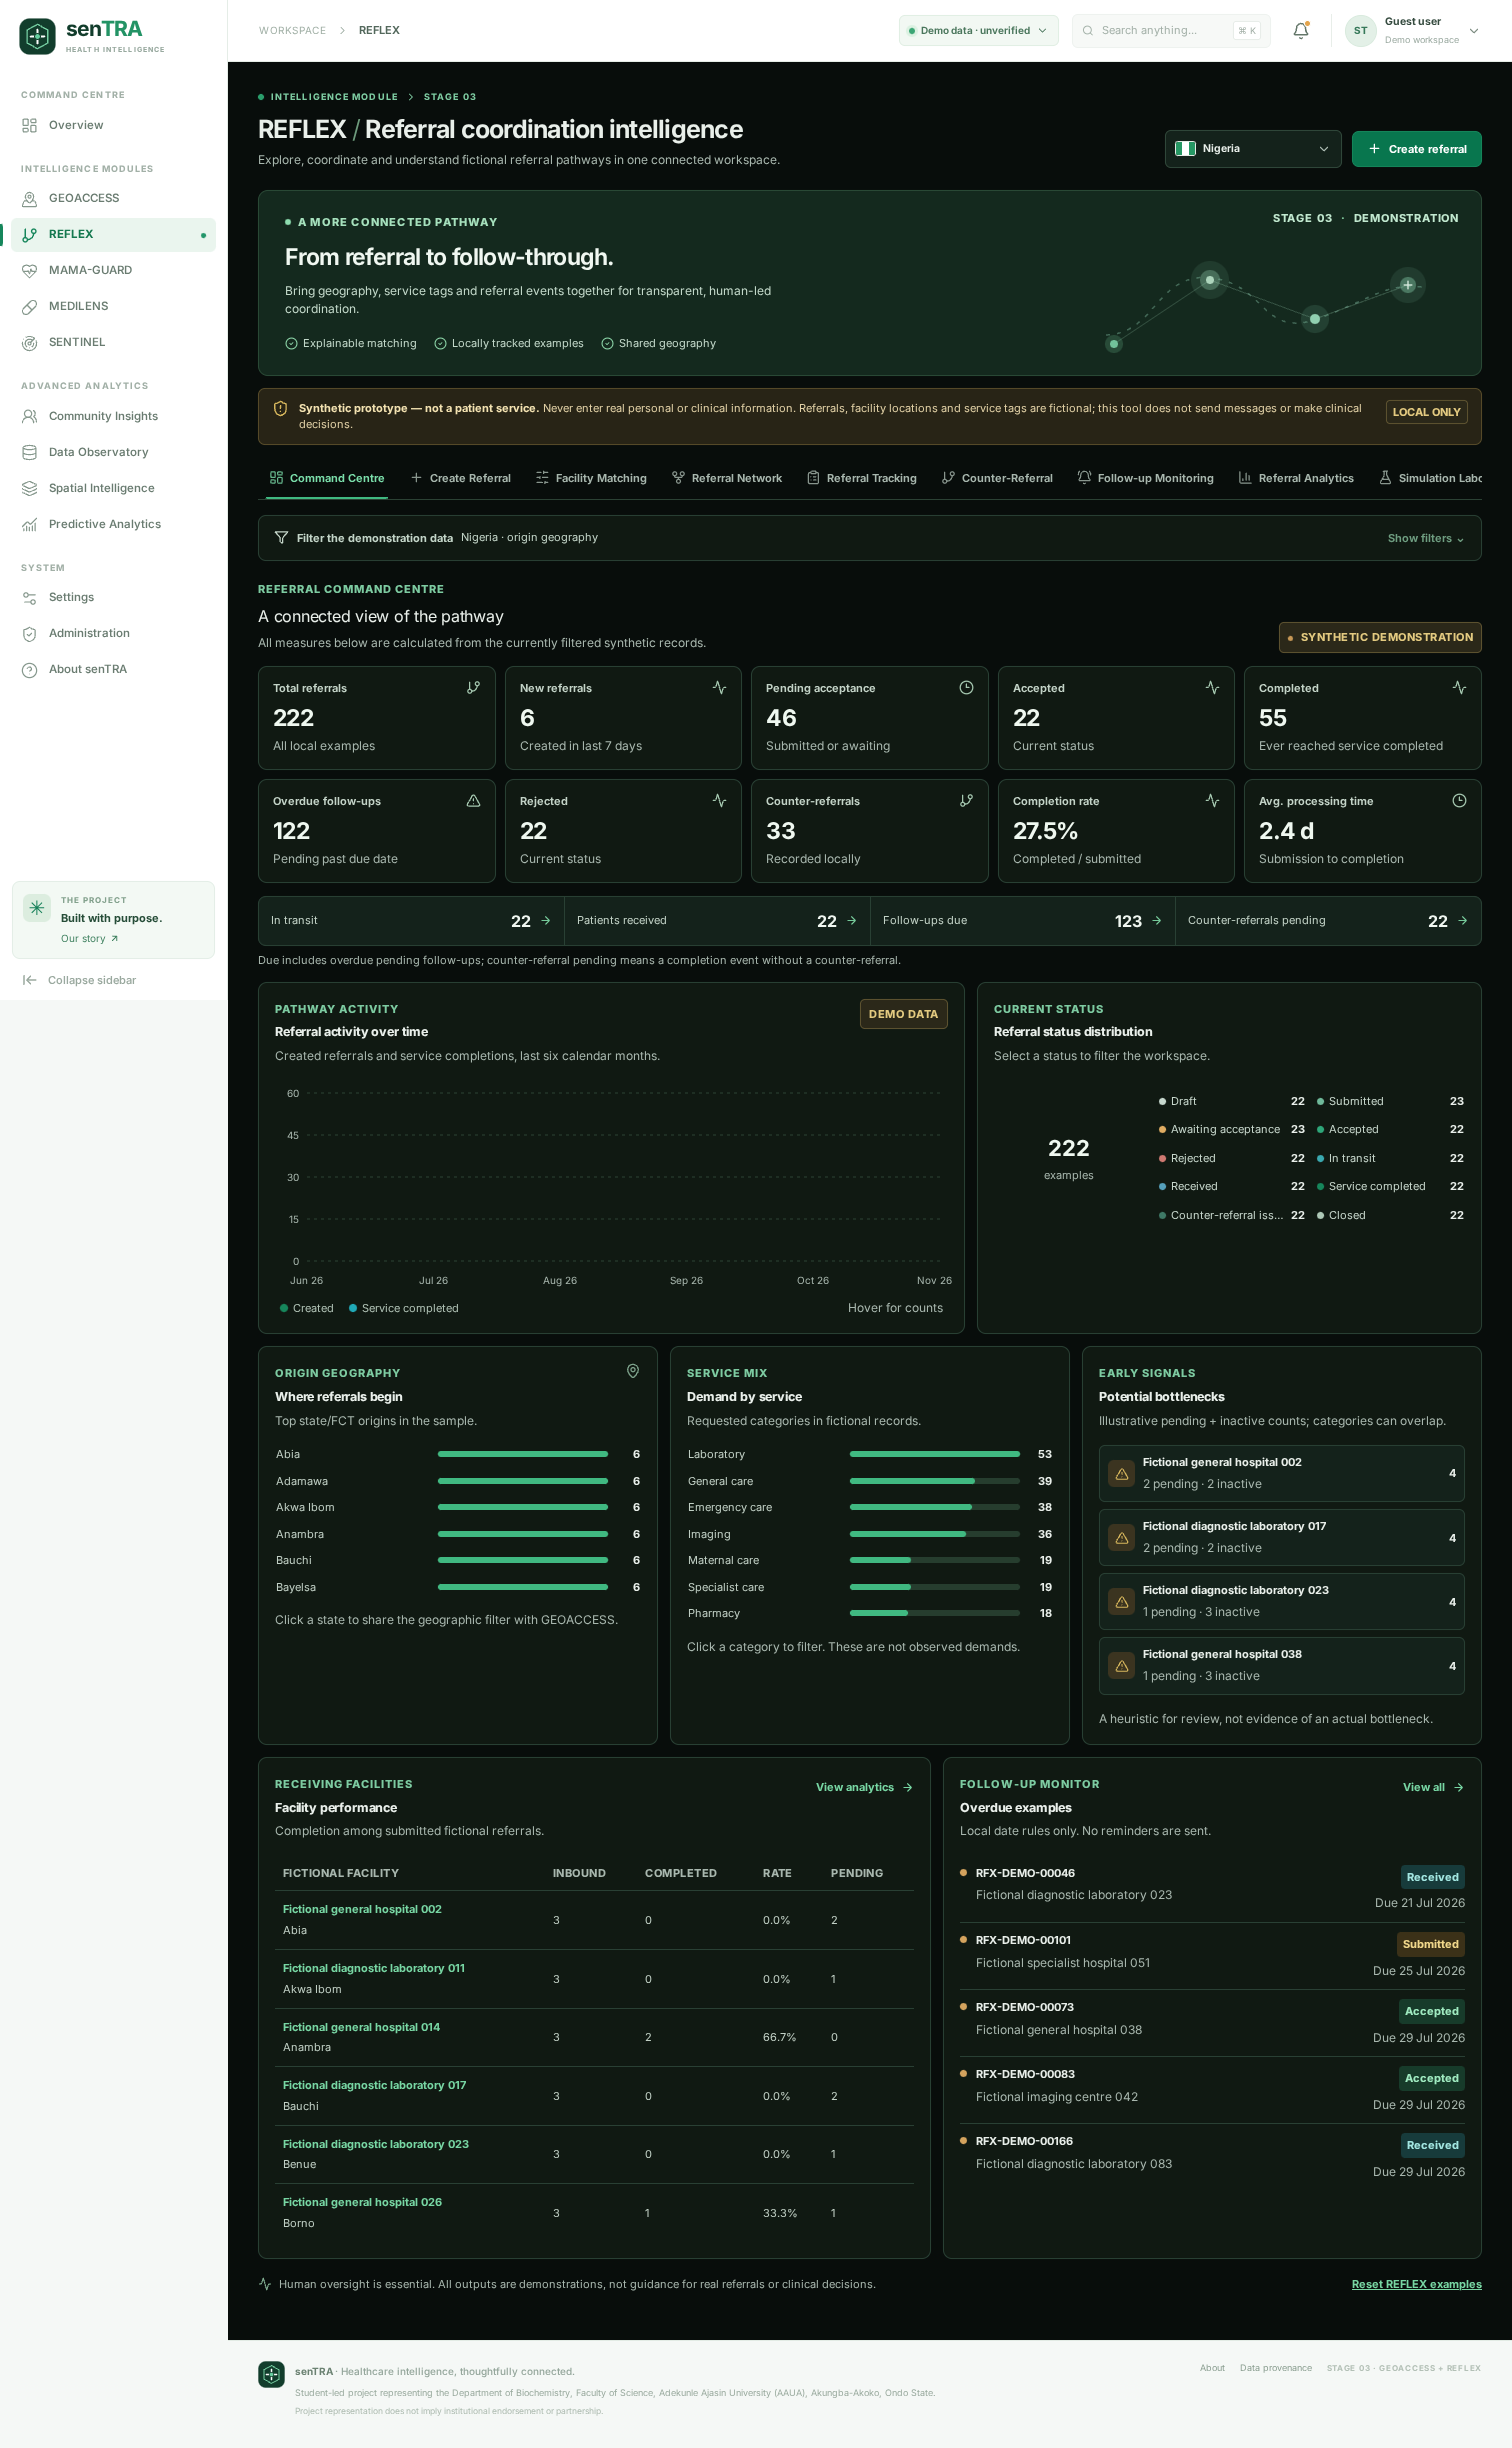 senTRA
HEALTH INTELLIGENCE
COMMAND CENTRE
Overview
INTELLIGENCE MODULES
GEOACCESS
REFLEX
MAMA-GUARD
MEDILENS
SENTINEL
ADVANCED ANALYTICS
Community Insights
Data Observatory
Spatial Intelligence
Predictive Analytics
SYSTEM
Settings
Administration
About senTRA
THE PROJECT
Built with purpose.
Our story ↗
Collapse sidebar
WORKSPACE > REFLEX
Demo data · unverified
Search anything...
⌘ K
ST
Guest user
Demo workspace
INTELLIGENCE MODULE > STAGE 03
REFLEX / Referral coordination intelligence
Explore, coordinate and understand fictional referral pathways in one connected workspace.
Nigeria
+ Create referral
A MORE CONNECTED PATHWAY
STAGE 03 · DEMONSTRATION
From referral to follow-through.
Bring geography, service tags and referral events together for transparent, human-led
coordination.
Explainable matching
Locally tracked examples
Shared geography
Synthetic prototype — not a patient service. Never enter real personal or clinical information. Referrals, facility locations and service tags are fictional; this tool does not send messages or make clinical
decisions.
LOCAL ONLY
Command Centre
Create Referral
Facility Matching
Referral Network
Referral Tracking
Counter-Referral
Follow-up Monitoring
Referral Analytics
Simulation Labo
Filter the demonstration data Nigeria · origin geography
Show filters ⌄
REFERRAL COMMAND CENTRE
A connected view of the pathway
All measures below are calculated from the currently filtered synthetic records.
SYNTHETIC DEMONSTRATION
Total referrals
222
All local examples
New referrals
6
Created in last 7 days
Pending acceptance
46
Submitted or awaiting
Accepted
22
Current status
Completed
55
Ever reached service completed
Overdue follow-ups
122
Pending past due date
Rejected
22
Current status
Counter-referrals
33
Recorded locally
Completion rate
27.5%
Completed / submitted
Avg. processing time
2.4 d
Submission to completion
In transit 22 →
Patients received 22 →
Follow-ups due 123 →
Counter-referrals pending 22 →
Due includes overdue pending follow-ups; counter-referral pending means a completion event without a counter-referral.
PATHWAY ACTIVITY
Referral activity over time
Created referrals and service completions, last six calendar months.
DEMO DATA
60
45
30
15
0
Jun 26
Jul 26
Aug 26
Sep 26
Oct 26
Nov 26
Created
Service completed
Hover for counts
CURRENT STATUS
Referral status distribution
Select a status to filter the workspace.
222
examples
Draft 22
Submitted 23
Awaiting acceptance 23
Accepted 22
Rejected 22
In transit 22
Received 22
Service completed 22
Counter-referral iss... 22
Closed 22
ORIGIN GEOGRAPHY
Where referrals begin
Top state/FCT origins in the sample.
Abia 6
Adamawa 6
Akwa Ibom 6
Anambra 6
Bauchi 6
Bayelsa 6
Click a state to share the geographic filter with GEOACCESS.
SERVICE MIX
Demand by service
Requested categories in fictional records.
Laboratory 53
General care 39
Emergency care 38
Imaging 36
Maternal care 19
Specialist care 19
Pharmacy 18
Click a category to filter. These are not observed demands.
EARLY SIGNALS
Potential bottlenecks
Illustrative pending + inactive counts; categories can overlap.
Fictional general hospital 002
2 pending · 2 inactive
4
Fictional diagnostic laboratory 017
2 pending · 2 inactive
4
Fictional diagnostic laboratory 023
1 pending · 3 inactive
4
Fictional general hospital 038
1 pending · 3 inactive
4
A heuristic for review, not evidence of an actual bottleneck.
RECEIVING FACILITIES
Facility performance
Completion among submitted fictional referrals.
View analytics →
FICTIONAL FACILITY INBOUND COMPLETED RATE PENDING
Fictional general hospital 002
Abia
3 0 0.0% 2
Fictional diagnostic laboratory 011
Akwa Ibom
3 0 0.0% 1
Fictional general hospital 014
Anambra
3 2 66.7% 0
Fictional diagnostic laboratory 017
Bauchi
3 0 0.0% 2
Fictional diagnostic laboratory 023
Benue
3 0 0.0% 1
Fictional general hospital 026
Borno
3 1 33.3% 1
FOLLOW-UP MONITOR
Overdue examples
Local date rules only. No reminders are sent.
View all →
RFX-DEMO-00046
Fictional diagnostic laboratory 023
Received
Due 21 Jul 2026
RFX-DEMO-00101
Fictional specialist hospital 051
Submitted
Due 25 Jul 2026
RFX-DEMO-00073
Fictional general hospital 038
Accepted
Due 29 Jul 2026
RFX-DEMO-00083
Fictional imaging centre 042
Accepted
Due 29 Jul 2026
RFX-DEMO-00166
Fictional diagnostic laboratory 083
Received
Due 29 Jul 2026
Human oversight is essential. All outputs are demonstrations, not guidance for real referrals or clinical decisions.
Reset REFLEX examples
senTRA · Healthcare intelligence, thoughtfully connected.
Student-led project representing the Department of Biochemistry, Faculty of Science, Adekunle Ajasin University (AAUA), Akungba-Akoko, Ondo State.
Project representation does not imply institutional endorsement or partnership.
About
Data provenance
STAGE 03 · GEOACCESS + REFLEX